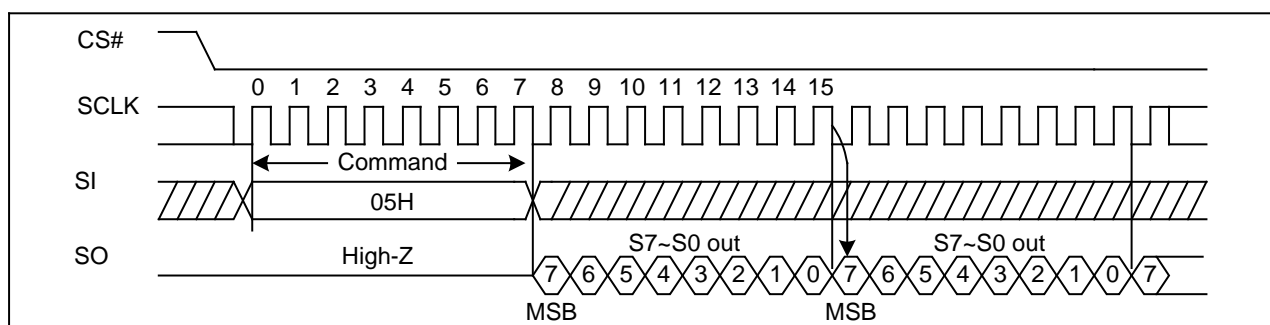 CS#
0 1 2 3 4 5 6 7 8 9 10 11 12 13 14 15
SCLK
Command
SI
05H
S7~S0 out S7~S0 out
SO High-Z
7 6 5 4 3 2 1 0 7 6 5 4 3 2 1 0 7
MSB MSB